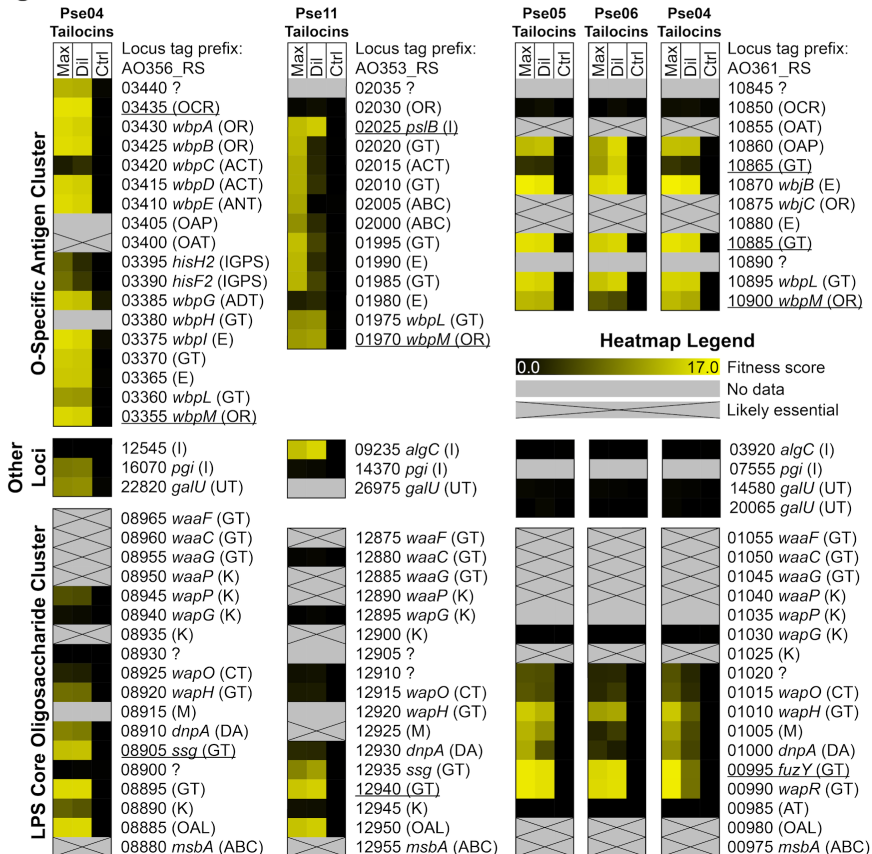 Pse04
Tailocins
Max
Dil
Ctrl
Locus tag prefix:
AO356_RS
O-Specific Antigen Cluster
03440 ?
03435 (OCR)
03430 wbpA (OR)
03425 wbpB (OR)
03420 wbpC (ACT)
03415 wbpD (ACT)
03410 wbpE (ANT)
03405 (OAP)
03400 (OAT)
03395 hisH2 (IGPS)
03390 hisF2 (IGPS)
03385 wbpG (ADT)
03380 wbpH (GT)
03375 wbpI (E)
03370 (GT)
03365 (E)
03360 wbpL (GT)
03355 wbpM (OR)
Other
Loci
12545 (I)
16070 pgi (I)
22820 galU (UT)
LPS Core Oligosaccharide Cluster
08965 waaF (GT)
08960 waaC (GT)
08955 waaG (GT)
08950 waaP (K)
08945 wapP (K)
08940 wapG (K)
08935 (K)
08930 ?
08925 wapO (CT)
08920 wapH (GT)
08915 (M)
08910 dnpA (DA)
08905 ssg (GT)
08900 ?
08895 (GT)
08890 (K)
08885 (OAL)
08880 msbA (ABC)
Pse11
Tailocins
Max
Dil
Ctrl
Locus tag prefix:
AO353_RS
02035 ?
02030 (OR)
02025 pslB (I)
02020 (GT)
02015 (ACT)
02010 (GT)
02005 (ABC)
02000 (ABC)
01995 (GT)
01990 (E)
01985 (GT)
01980 (E)
01975 wbpL (GT)
01970 wbpM (OR)
09235 algC (I)
14370 pgi (I)
26975 galU (UT)
12875 waaF (GT)
12880 waaC (GT)
12885 waaG (GT)
12890 waaP (K)
12895 wapG (K)
12900 (K)
12905 ?
12910 ?
12915 wapO (CT)
12920 wapH (GT)
12925 (M)
12930 dnpA (DA)
12935 ssg (GT)
12940 (GT)
12945 (K)
12950 (OAL)
12955 msbA (ABC)
Pse05
Tailocins
Max
Dil
Ctrl
Pse06
Tailocins
Max
Dil
Ctrl
Pse04
Tailocins
Max
Dil
Ctrl
Locus tag prefix:
AO361_RS
10845 ?
10850 (OCR)
10855 (OAT)
10860 (OAP)
10865 (GT)
10870 wbjB (E)
10875 wbjC (OR)
10880 (E)
10885 (GT)
10890 ?
10895 wbpL (GT)
10900 wbpM (OR)
Heatmap Legend
0.0 17.0 Fitness score
No data
Likely essential
03920 algC (I)
07555 pgi (I)
14580 galU (UT)
20065 galU (UT)
01055 waaF (GT)
01050 waaC (GT)
01045 waaG (GT)
01040 waaP (K)
01035 wapP (K)
01030 wapG (K)
01025 (K)
01020 ?
01015 wapO (CT)
01010 wapH (GT)
01005 (M)
01000 dnpA (DA)
00995 fuzY (GT)
00990 wapR (GT)
00985 (AT)
00980 (OAL)
00975 msbA (ABC)